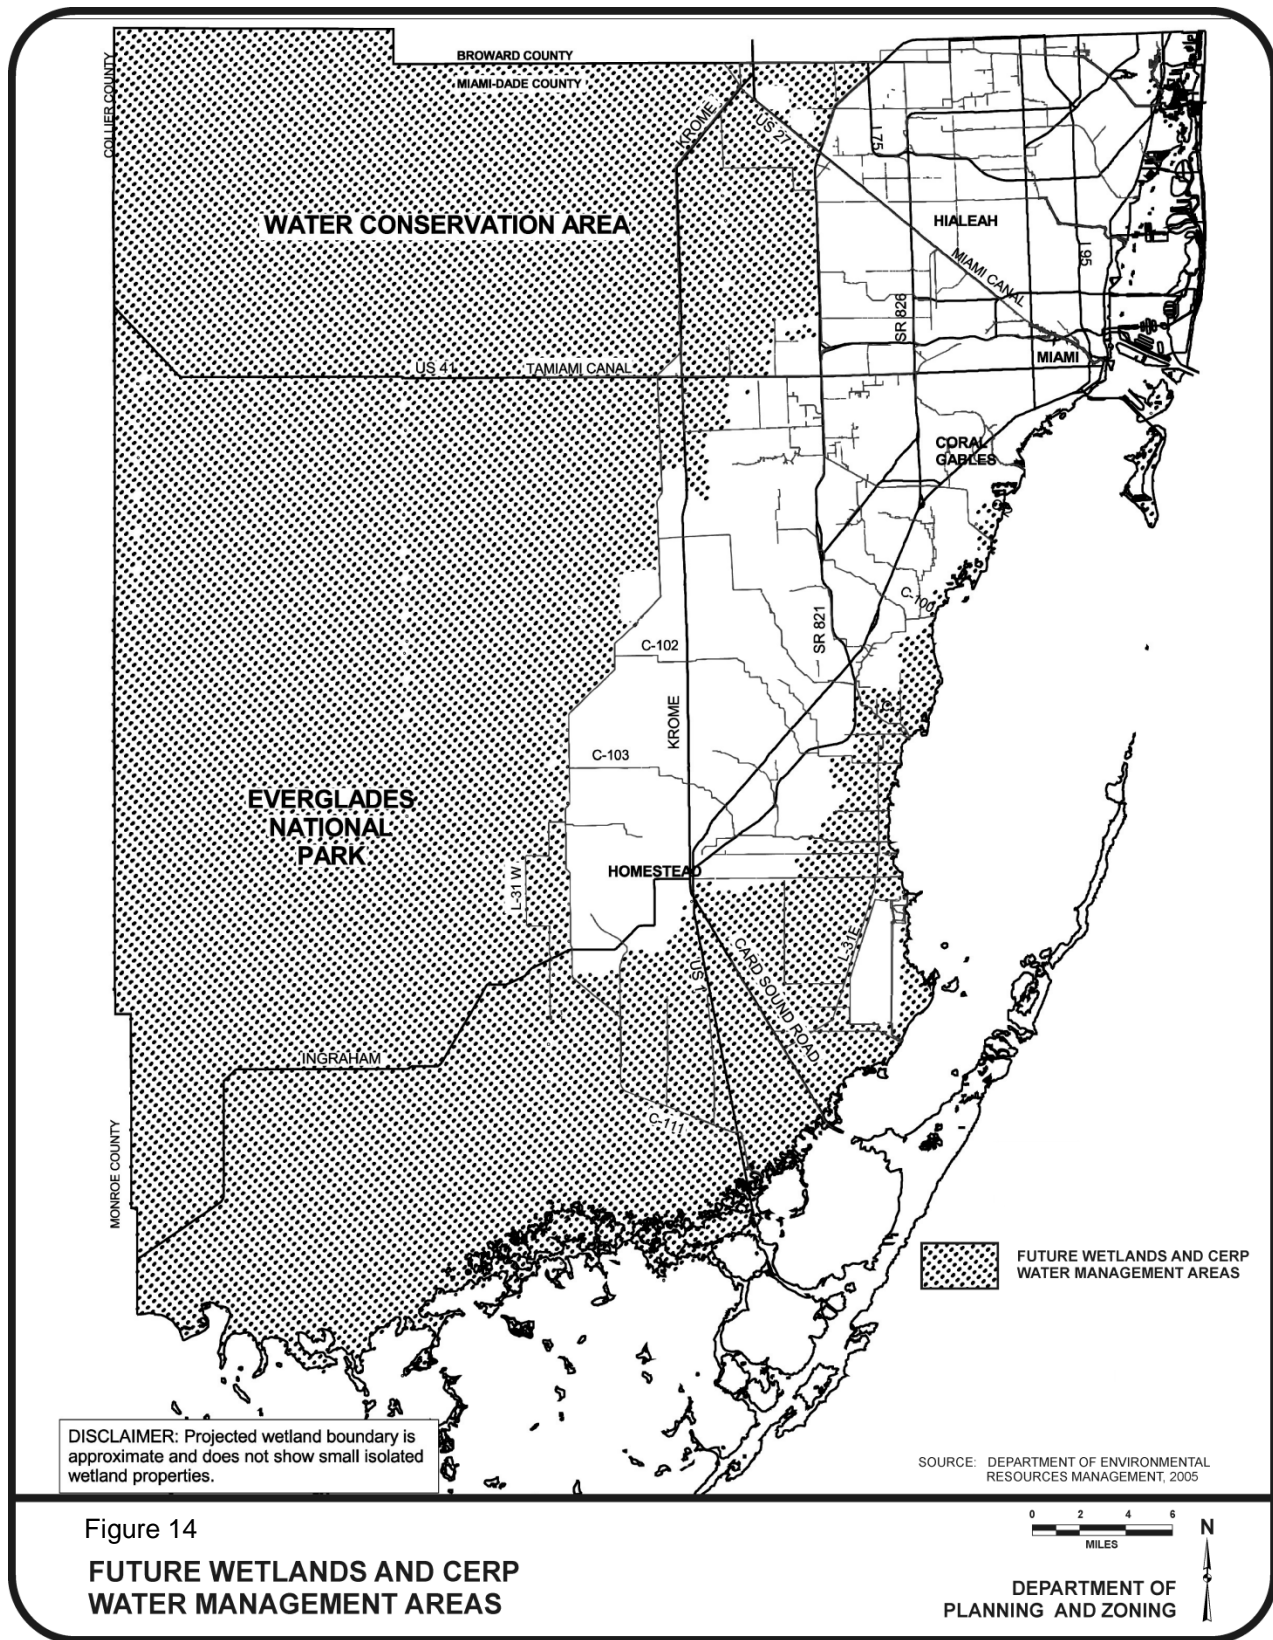 BROWARD COUNTY
MIAMI-DADE COUNTY
COLLIER COUNTY
KROME
US 27
I 75
WATER CONSERVATION AREA
HIALEAH
I 95
MIAMI CANAL
SR 826
MIAMI
US 41
TAMIAMI CANAL
CORAL
GABLES
C-100
SR 821
C-102
KROME
C-103
EVERGLADES
NATIONAL
PARK
HOMESTEAD
L-31 W
L-31E
CARD SOUND ROAD
US 1
INGRAHAM
C-111
MONROE COUNTY
FUTURE WETLANDS AND CERP
WATER MANAGEMENT AREAS
DISCLAIMER: Projected wetland boundary is
approximate and does not show small isolated
wetland properties.
SOURCE: DEPARTMENT OF ENVIRONMENTAL
RESOURCES MANAGEMENT, 2005
Figure 14
FUTURE WETLANDS AND CERP
WATER MANAGEMENT AREAS
0 2 4 6
MILES
N
DEPARTMENT OF
PLANNING AND ZONING